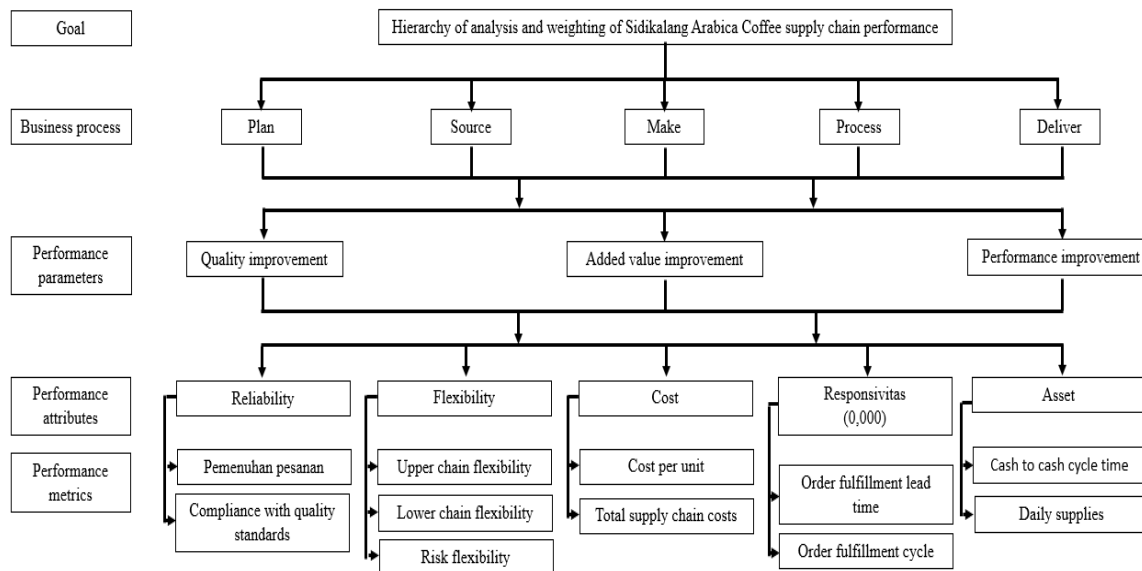 Goal
Hierarchy of analysis and weighting of Sidikalang Arabica Coffee supply chain performance
Business process
Plan
Source
Make
Process
Deliver
Performance
parameters
Quality improvement
Added value improvement
Performance improvement
Performance
attributes
Reliability
Flexibility
Cost
Responsivitas
(0,000)
Asset
Performance
metrics
Pemenuhan pesanan
Compliance with quality
standards
Upper chain flexibility
Lower chain flexibility
Risk flexibility
Cost per unit
Total supply chain costs
Order fulfillment lead
time
Order fulfillment cycle
Cash to cash cycle time
Daily supplies